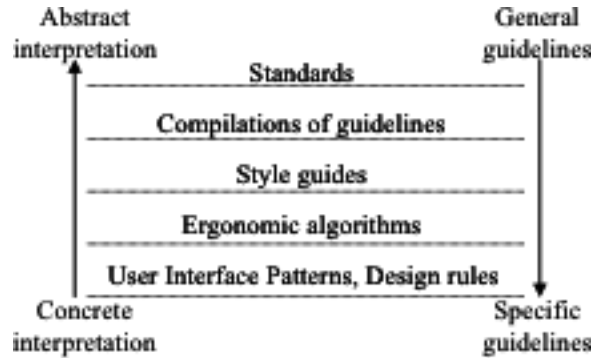 Abstract interpretation
General guidelines
Standards
Compilations of guidelines
Style guides
Ergonomic algorithms
User Interface Patterns, Design rules
Concrete interpretation
Specific guidelines